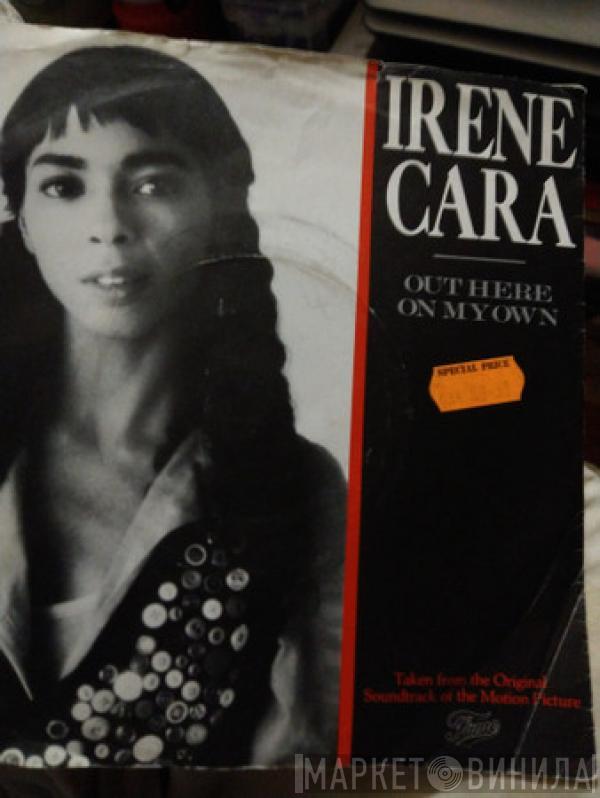 IRENE
CARA
OUT HERE
ON MY OWN
SPECIAL PRICE
Taken from the Original
Soundtrack of the Motion Picture
Fame
МАРКЕТ ВИНИЛА